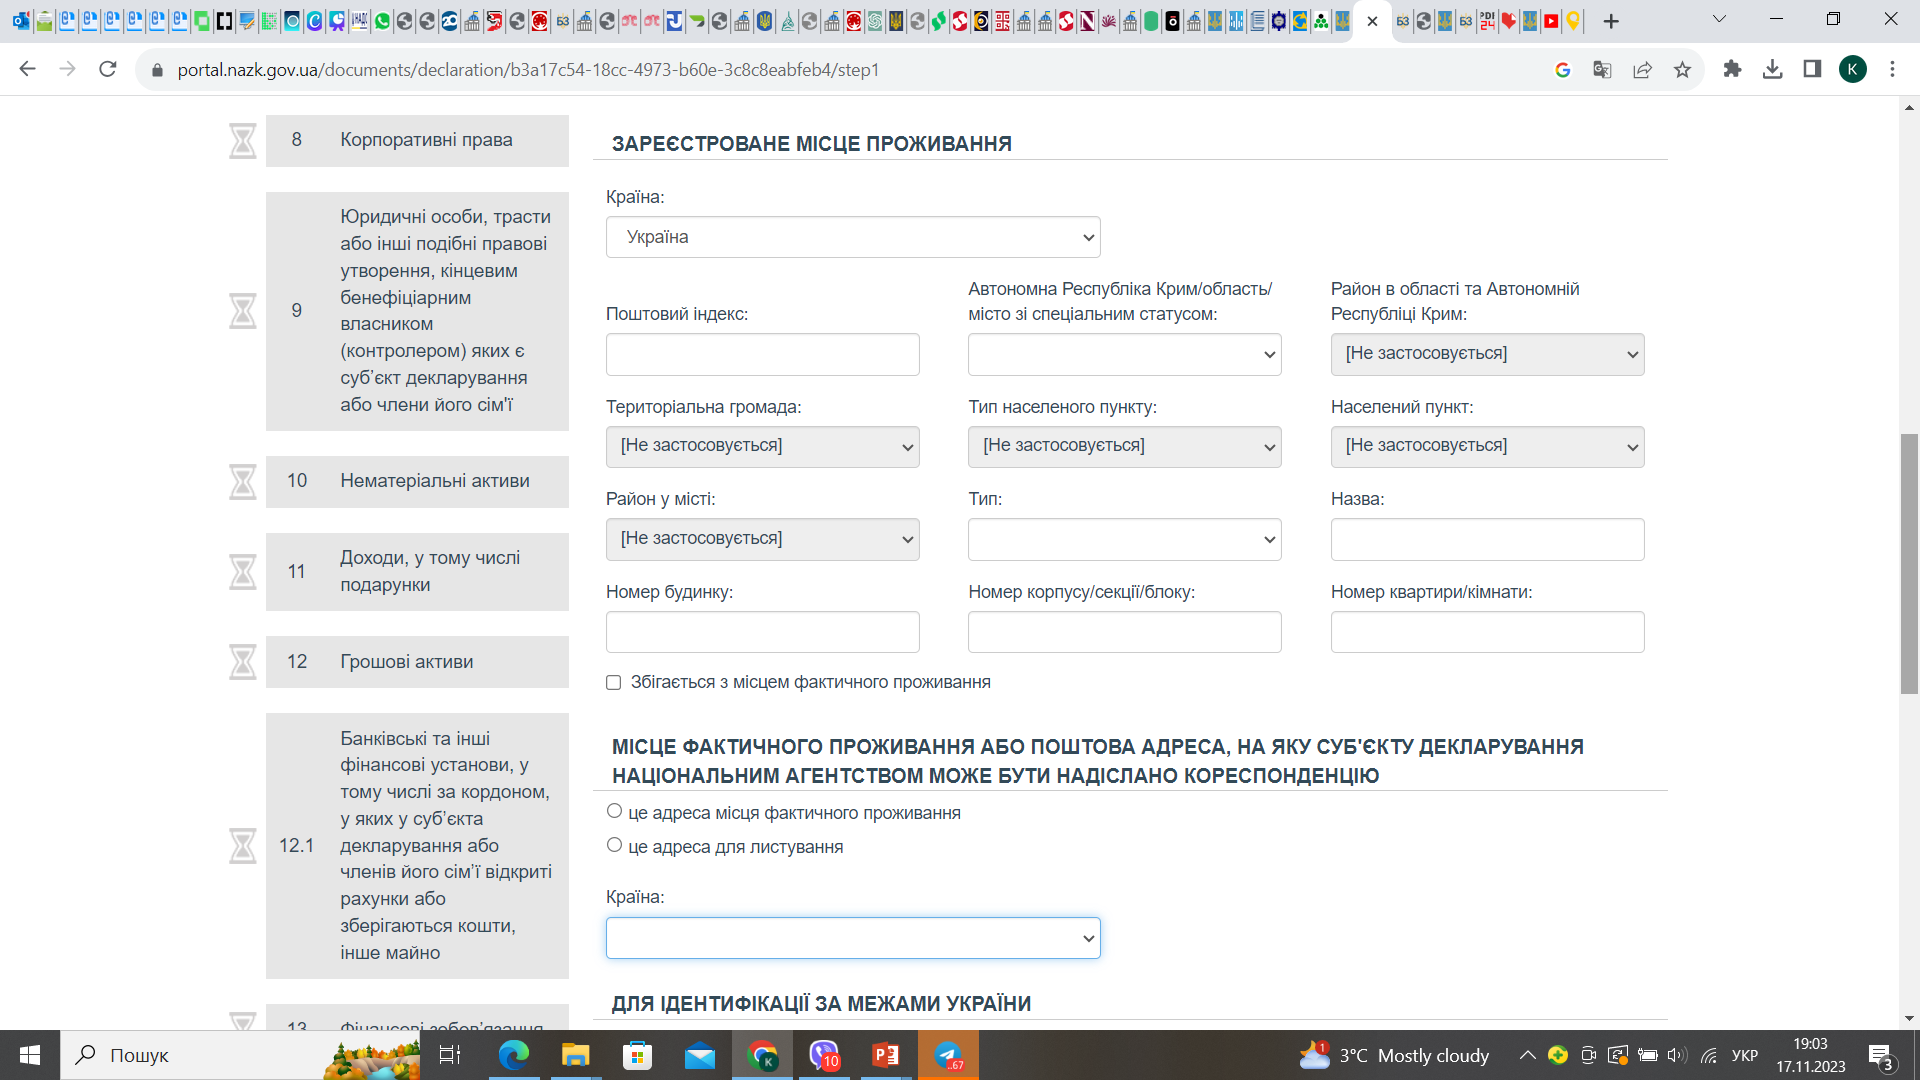 portal.nazk.gov.ua/documents/declaration/b3a17c54-18cc-4973-b60e-3c8c8eabfeb4/step1
K
8 Корпоративні права
9 Юридичні особи, трасти
або інші подібні правові
утворення, кінцевим
бенефіціарним
власником
(контролером) яких є
суб’єкт декларування
або члени його сім'ї
10 Нематеріальні активи
11 Доходи, у тому числі
подарунки
12 Грошові активи
12.1 Банківські та інші
фінансові установи, у
тому числі за кордоном,
у яких у суб’єкта
декларування або
членів його сім’ї відкриті
рахунки або
зберігаються кошти,
інше майно
13 Фінансові зобов’язання
ЗАРЕЄСТРОВАНЕ МІСЦЕ ПРОЖИВАННЯ
Країна:
Україна
Поштовий індекс:
Автономна Республіка Крим/область/
місто зі спеціальним статусом:
Район в області та Автономній
Республіці Крим:
[Не застосовується]
Територіальна громада:
[Не застосовується]
Тип населеного пункту:
[Не застосовується]
Населений пункт:
[Не застосовується]
Район у місті:
[Не застосовується]
Тип:
Назва:
Номер будинку:
Номер корпусу/секції/блоку:
Номер квартири/кімнати:
Збігається з місцем фактичного проживання
МІСЦЕ ФАКТИЧНОГО ПРОЖИВАННЯ АБО ПОШТОВА АДРЕСА, НА ЯКУ СУБ'ЄКТУ ДЕКЛАРУВАННЯ
НАЦІОНАЛЬНИМ АГЕНТСТВОМ МОЖЕ БУТИ НАДІСЛАНО КОРЕСПОНДЕНЦІЮ
це адреса місця фактичного проживання
це адреса для листування
Країна:
ДЛЯ ІДЕНТИФІКАЦІЇ ЗА МЕЖАМИ УКРАЇНИ
Пошук
10
..67
1
3°C Mostly cloudy
УКР
19:03
17.11.2023
3